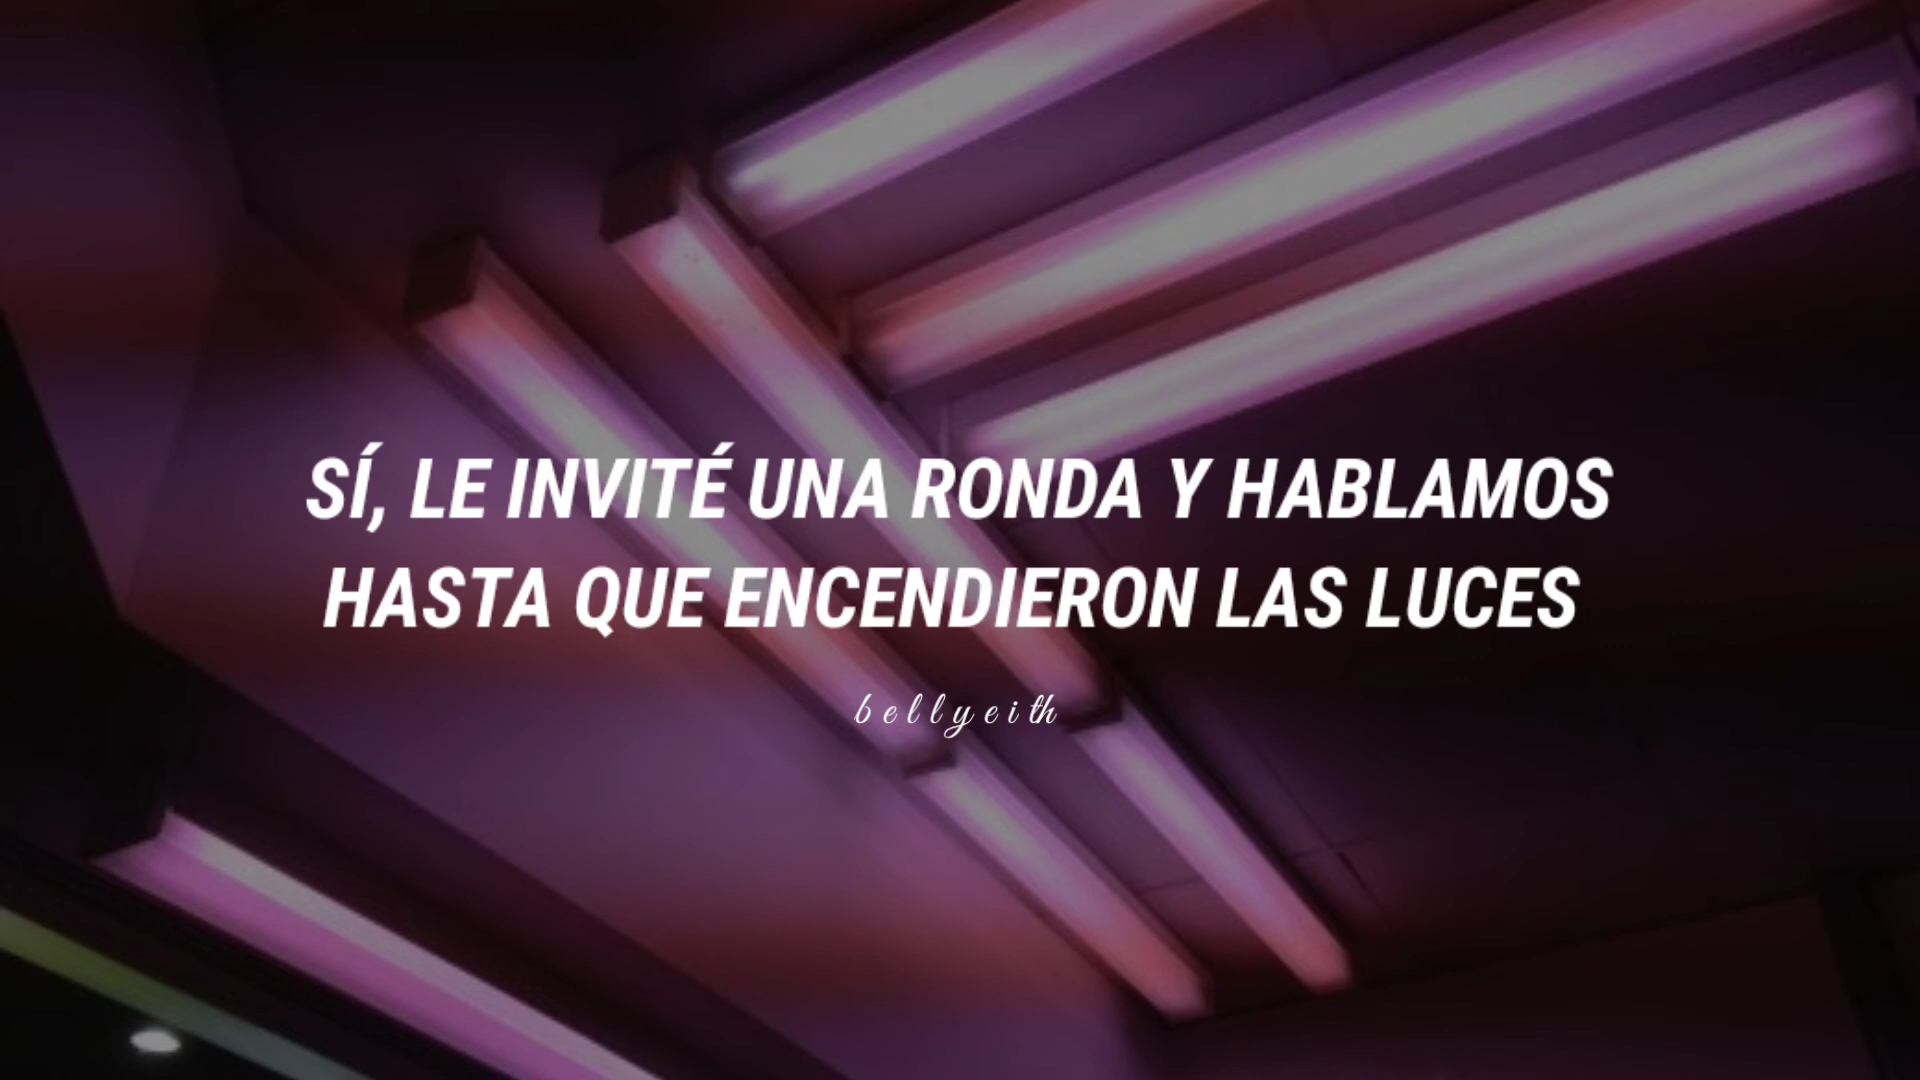 SÍ, LE INVITÉ UNA RONDA Y HABLAMOS
HASTA QUE ENCENDIERON LAS LUCES
bellyeith